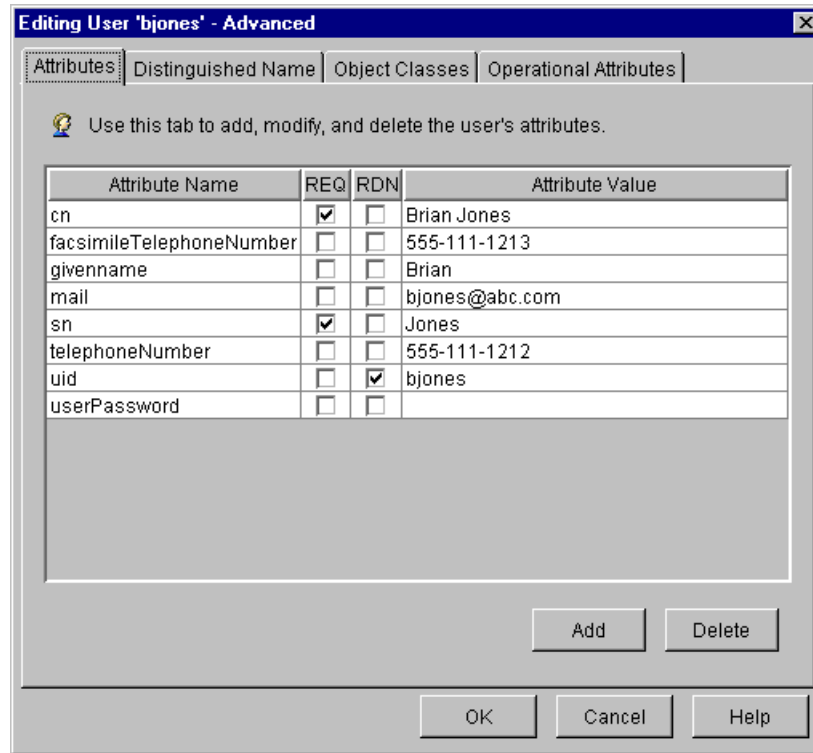 Editing User 'bjones' - Advanced
Attributes Distinguished Name Object Classes Operational Attributes
Use this tab to add, modify, and delete the user's attributes.
Attribute Name REQ RDN Attribute Value
cn Brian Jones
facsimileTelephoneNumber 555-111-1213
givenname Brian
mail bjones@abc.com
sn Jones
telephoneNumber 555-111-1212
uid bjones
userPassword
Add Delete
OK Cancel Help